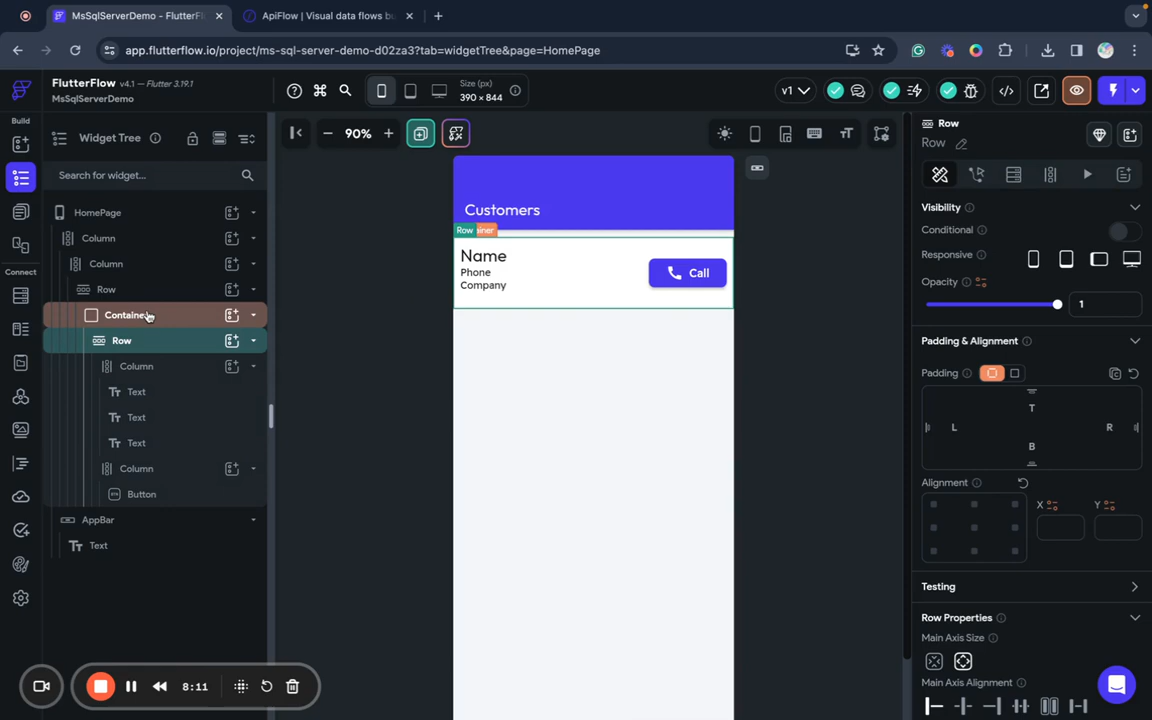 MsSqlServerDemo - FlutterFl
ApiFlow | Visual data flows bu
app.flutterflow.io/project/ms-sql-server-demo-d02za3?tab=widgetTree&page=HomePage
FlutterFlow v4.1 – Flutter 3.19.1
MsSqlServerDemo
Size (px)
390 × 844
v1
Build
Widget Tree
90%
Row
Row
Search for widget...
Visibility
HomePage
Customers
Conditional
Column
Row
ainer
Responsive
Column
Name
Phone
Company
Call
Connect
Opacity
Row
1
Container
Row
Padding & Alignment
Column
Padding
Text
T
Text
L
R
Text
B
Column
Alignment
Button
X
Y
AppBar
Text
Testing
Row Properties
Main Axis Size
8:11
Main Axis Alignment